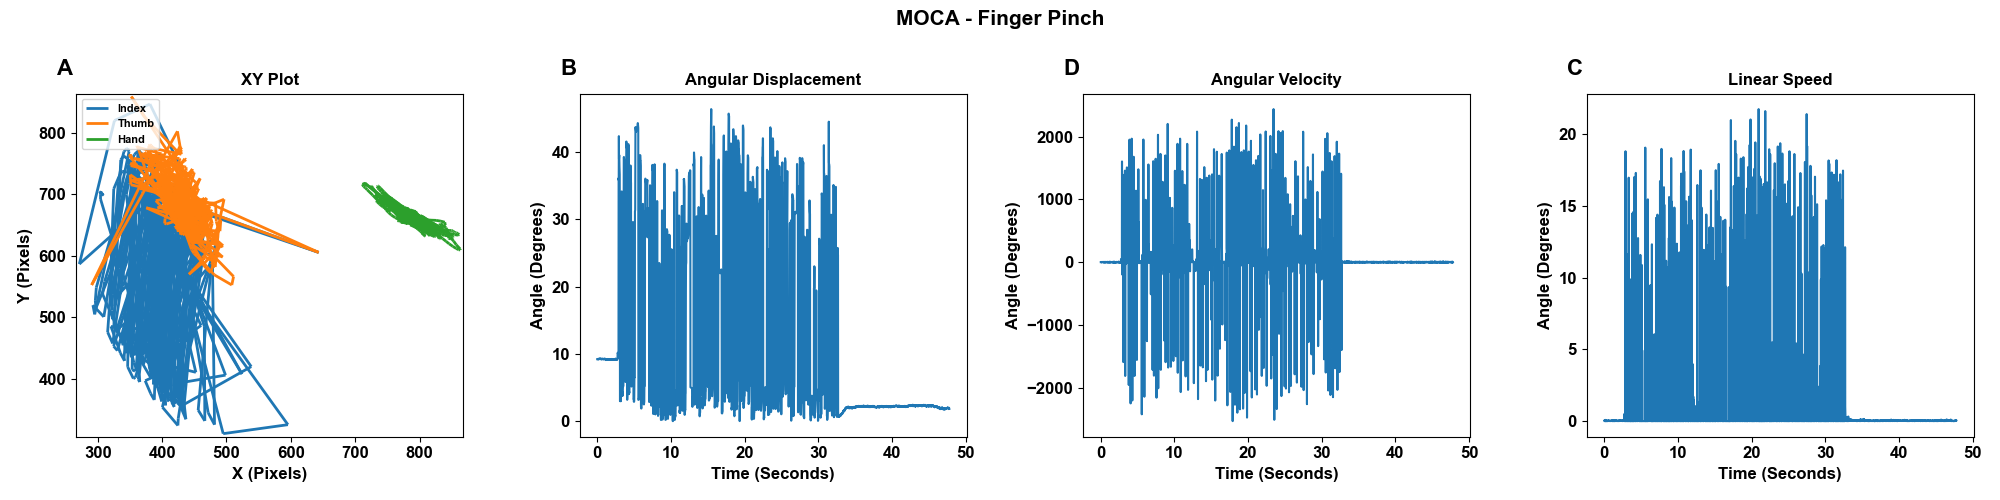 MOCA - Finger Pinch
A
XY Plot
Index
Thumb
Hand
Y (Pixels)
800
700
600
500
400
300
400
500
600
700
800
X (Pixels)
B
Angular Displacement
Angle (Degrees)
40
30
20
10
0
0
10
20
30
40
50
Time (Seconds)
D
Angular Velocity
Angle (Degrees)
2000
1000
0
−1000
−2000
0
10
20
30
40
50
Time (Seconds)
C
Linear Speed
Angle (Degrees)
20
15
10
5
0
0
10
20
30
40
50
Time (Seconds)